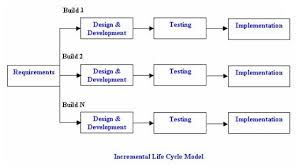 Build 1
Design &
Development
Testing
Implementation
Build 2
Requirements
Design &
Development
Testing
Implementation
Build N
Design &
Development
Testing
Implementation
Incremental Life Cycle Model